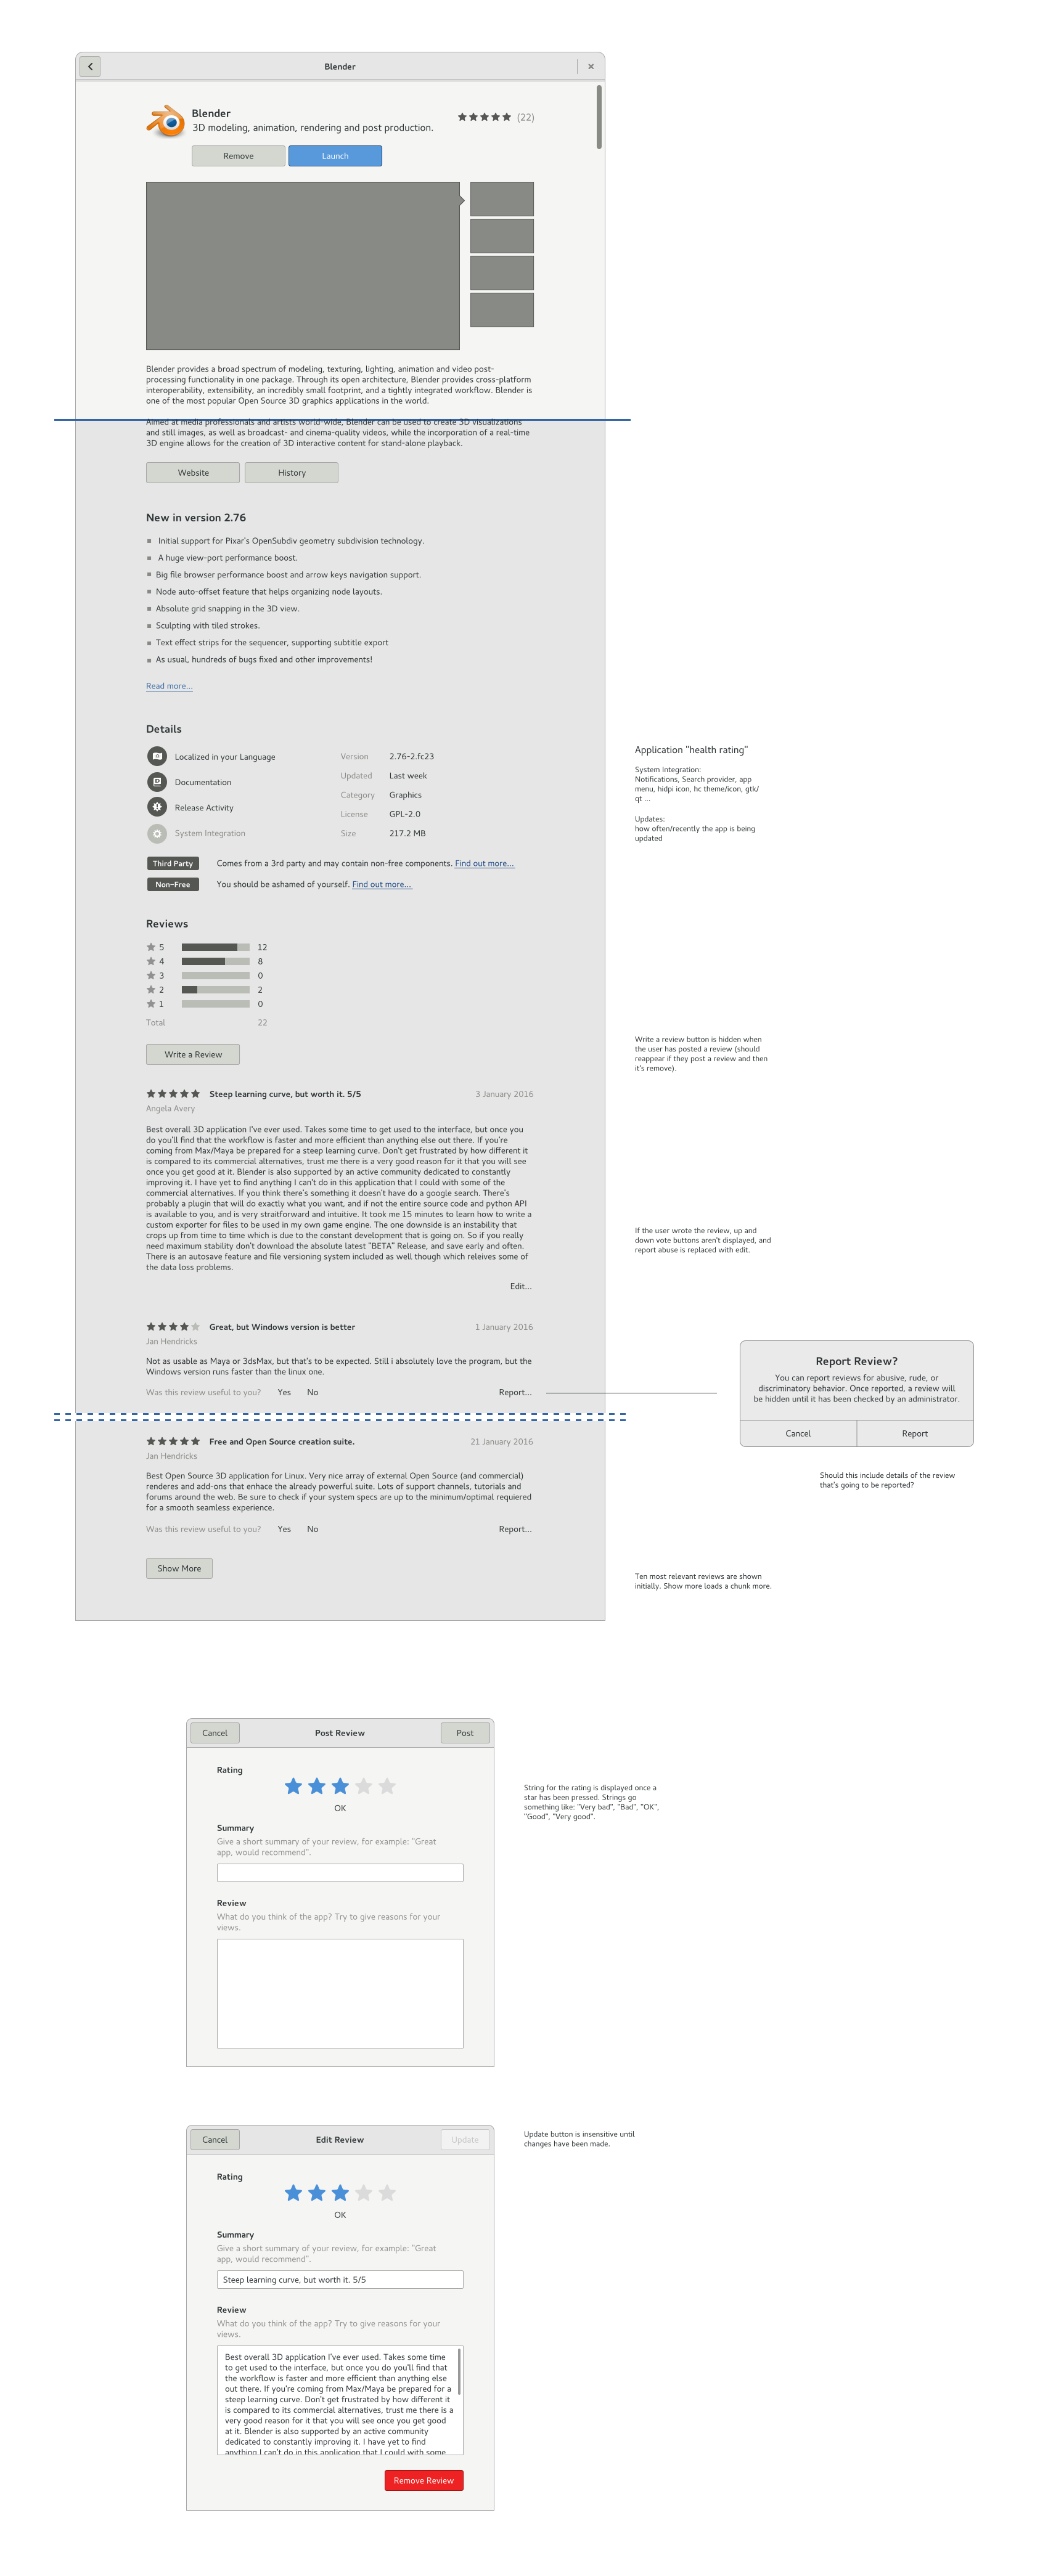 Blender
Blender
3D modeling, animation, rendering and post production.
(22)
Remove
Launch
Blender provides a broad spectrum of modeling, texturing, lighting, animation and video post-
processing functionality in one package. Through its open architecture, Blender provides cross-platform
interoperability, extensibility, an incredibly small footprint, and a tightly integrated workflow. Blender is
one of the most popular Open Source 3D graphics applications in the world.
Aimed at media professionals and artists world-wide, Blender can be used to create 3D visualizations
and still images, as well as broadcast- and cinema-quality videos, while the incorporation of a real-time
3D engine allows for the creation of 3D interactive content for stand-alone playback.
Website
History
New in version 2.76
Initial support for Pixar's OpenSubdiv geometry subdivision technology.
A huge view-port performance boost.
Big file browser performance boost and arrow keys navigation support.
Node auto-offset feature that helps organizing node layouts.
Absolute grid snapping in the 3D view.
Sculpting with tiled strokes.
Text effect strips for the sequencer, supporting subtitle export
As usual, hundreds of bugs fixed and other improvements!
Read more...
Details
Localized in your Language
Documentation
Release Activity
System Integration
Version 2.76-2.fc23
Updated Last week
Category Graphics
License GPL-2.0
Size 217.2 MB
Application "health rating"
System Integration:
Notifications, Search provider, app
menu, hidpi icon, hc theme/icon, gtk/
qt ...
Updates:
how often/recently the app is being
updated
Third Party Comes from a 3rd party and may contain non-free components. Find out more...
Non-Free You should be ashamed of yourself. Find out more...
Reviews
5 12
4 8
3 0
2 2
1 0
Total 22
Write a Review
Write a review button is hidden when
the user has posted a review (should
reappear if they post a review and then
it's remove).
Steep learning curve, but worth it. 5/5
3 January 2016
Angela Avery
Best overall 3D application I've ever used. Takes some time to get used to the interface, but once you
do you'll find that the workflow is faster and more efficient than anything else out there. If you're
coming from Max/Maya be prepared for a steep learning curve. Don't get frustrated by how different it
is compared to its commercial alternatives, trust me there is a very good reason for it that you will see
once you get good at it. Blender is also supported by an active community dedicated to constantly
improving it. I have yet to find anything I can't do in this application that I could with some of the
commercial alternatives. If you think there's something it doesn't have do a google search. There's
probably a plugin that will do exactly what you want, and if not the entire source code and python API
is available to you, and is very straitforward and intuitive. It took me 15 minutes to learn how to write a
custom exporter for files to be used in my own game engine. The one downside is an instability that
crops up from time to time which is due to the constant development that is going on. So if you really
need maximum stability don't download the absolute latest "BETA" Release, and save early and often.
There is an autosave feature and file versioning system included as well though which releives some of
the data loss problems.
Edit...
If the user wrote the review, up and
down vote buttons aren't displayed, and
report abuse is replaced with edit.
Great, but Windows version is better
1 January 2016
Jan Hendricks
Not as usable as Maya or 3dsMax, but that's to be expected. Still i absolutely love the program, but the
Windows version runs faster than the linux one.
Was this review useful to you? Yes No
Report...
Report Review?
You can report reviews for abusive, rude, or
discriminatory behavior. Once reported, a review will
be hidden until it has been checked by an administrator.
Cancel
Report
Should this include details of the review
that's going to be reported?
Free and Open Source creation suite.
21 January 2016
Jan Hendricks
Best Open Source 3D application for Linux. Very nice array of external Open Source (and commercial)
renderes and add-ons that enhace the already powerful suite. Lots of support channels, tutorials and
forums around the web. Be sure to check if your system specs are up to the minimum/optimal requiered
for a smooth seamless experience.
Was this review useful to you? Yes No
Report...
Show More
Ten most relevant reviews are shown
initially. Show more loads a chunk more.
Cancel
Post Review
Post
Rating
OK
Summary
Give a short summary of your review, for example: "Great
app, would recommend".
Review
What do you think of the app? Try to give reasons for your
views.
String for the rating is displayed once a
star has been pressed. Strings go
something like: "Very bad", "Bad", "OK",
"Good", "Very good".
Cancel
Edit Review
Update
Update button is insensitive until
changes have been made.
Rating
OK
Summary
Give a short summary of your review, for example: "Great
app, would recommend".
Steep learning curve, but worth it. 5/5
Review
What do you think of the app? Try to give reasons for your
views.
Best overall 3D application I've ever used. Takes some time
to get used to the interface, but once you do you'll find that
the workflow is faster and more efficient than anything else
out there. If you're coming from Max/Maya be prepared for a
steep learning curve. Don't get frustrated by how different it
is compared to its commercial alternatives, trust me there is a
very good reason for it that you will see once you get good
at it. Blender is also supported by an active community
dedicated to constantly improving it. I have yet to find
anything I can't do in this application that I could with some
Remove Review